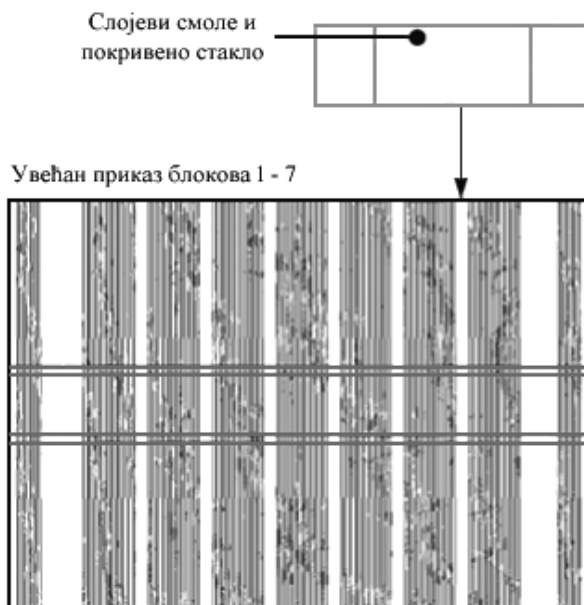 Слојеви смоле и
покривено стакло
Увећан приказ блокова 1 - 7